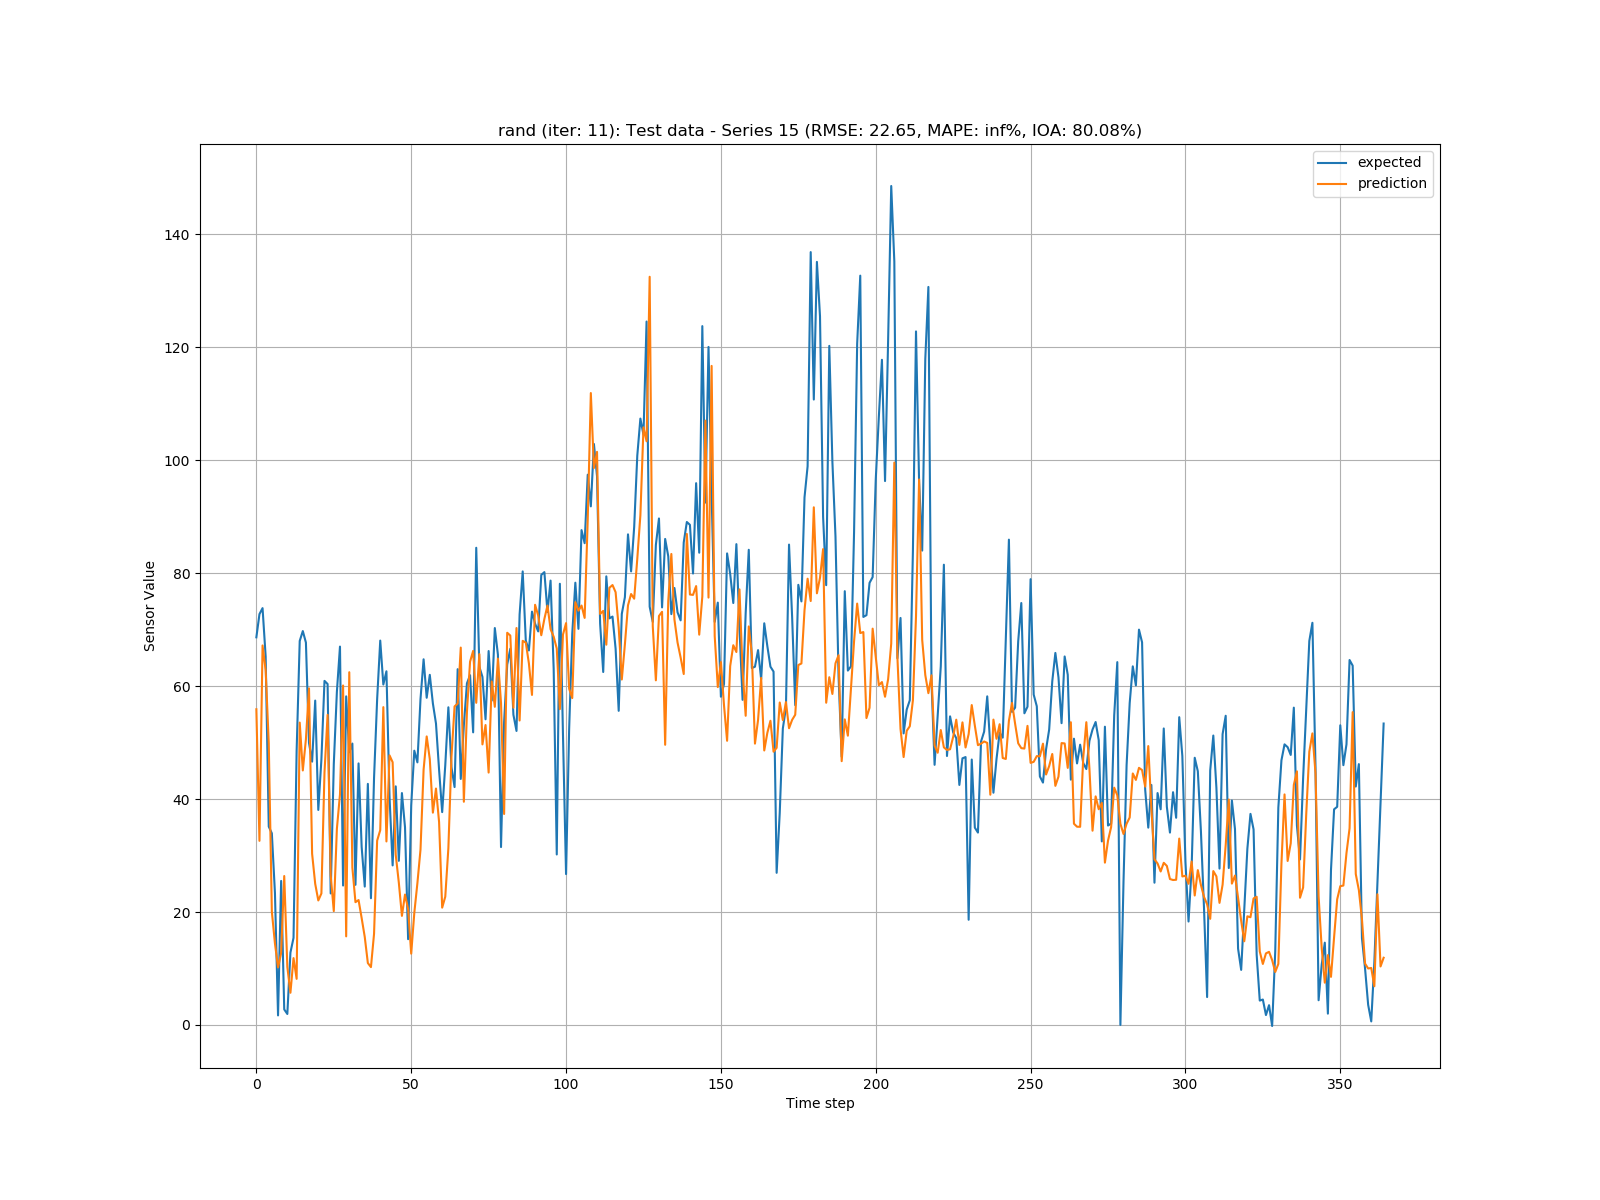 rand (iter: 11): Test data - Series 15 (RMSE: 22.65, MAPE: inf%, IOA: 80.08%)
expected
prediction
Sensor Value
140
120
100
80
60
40
20
0
0 50 100 150 200 250 300 350
Time step